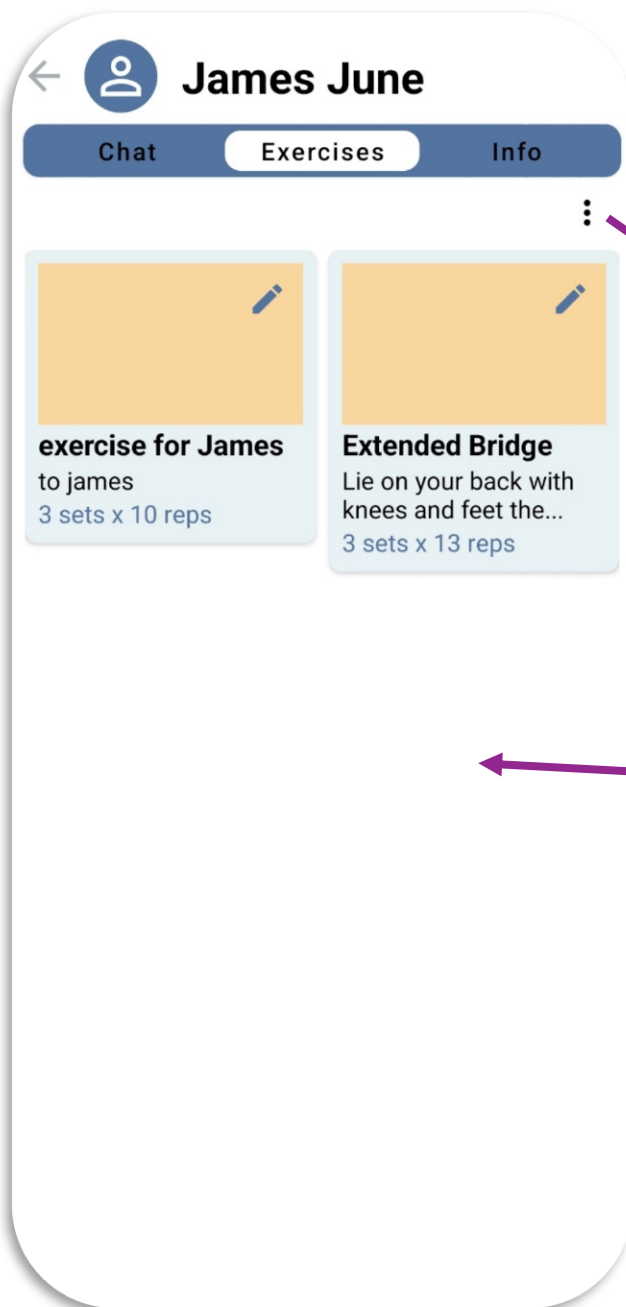 James June
Chat Exercises Info
exercise for James
to james
3 sets x 10 reps
Extended Bridge
Lie on your back with
knees and feet the...
3 sets x 13 reps